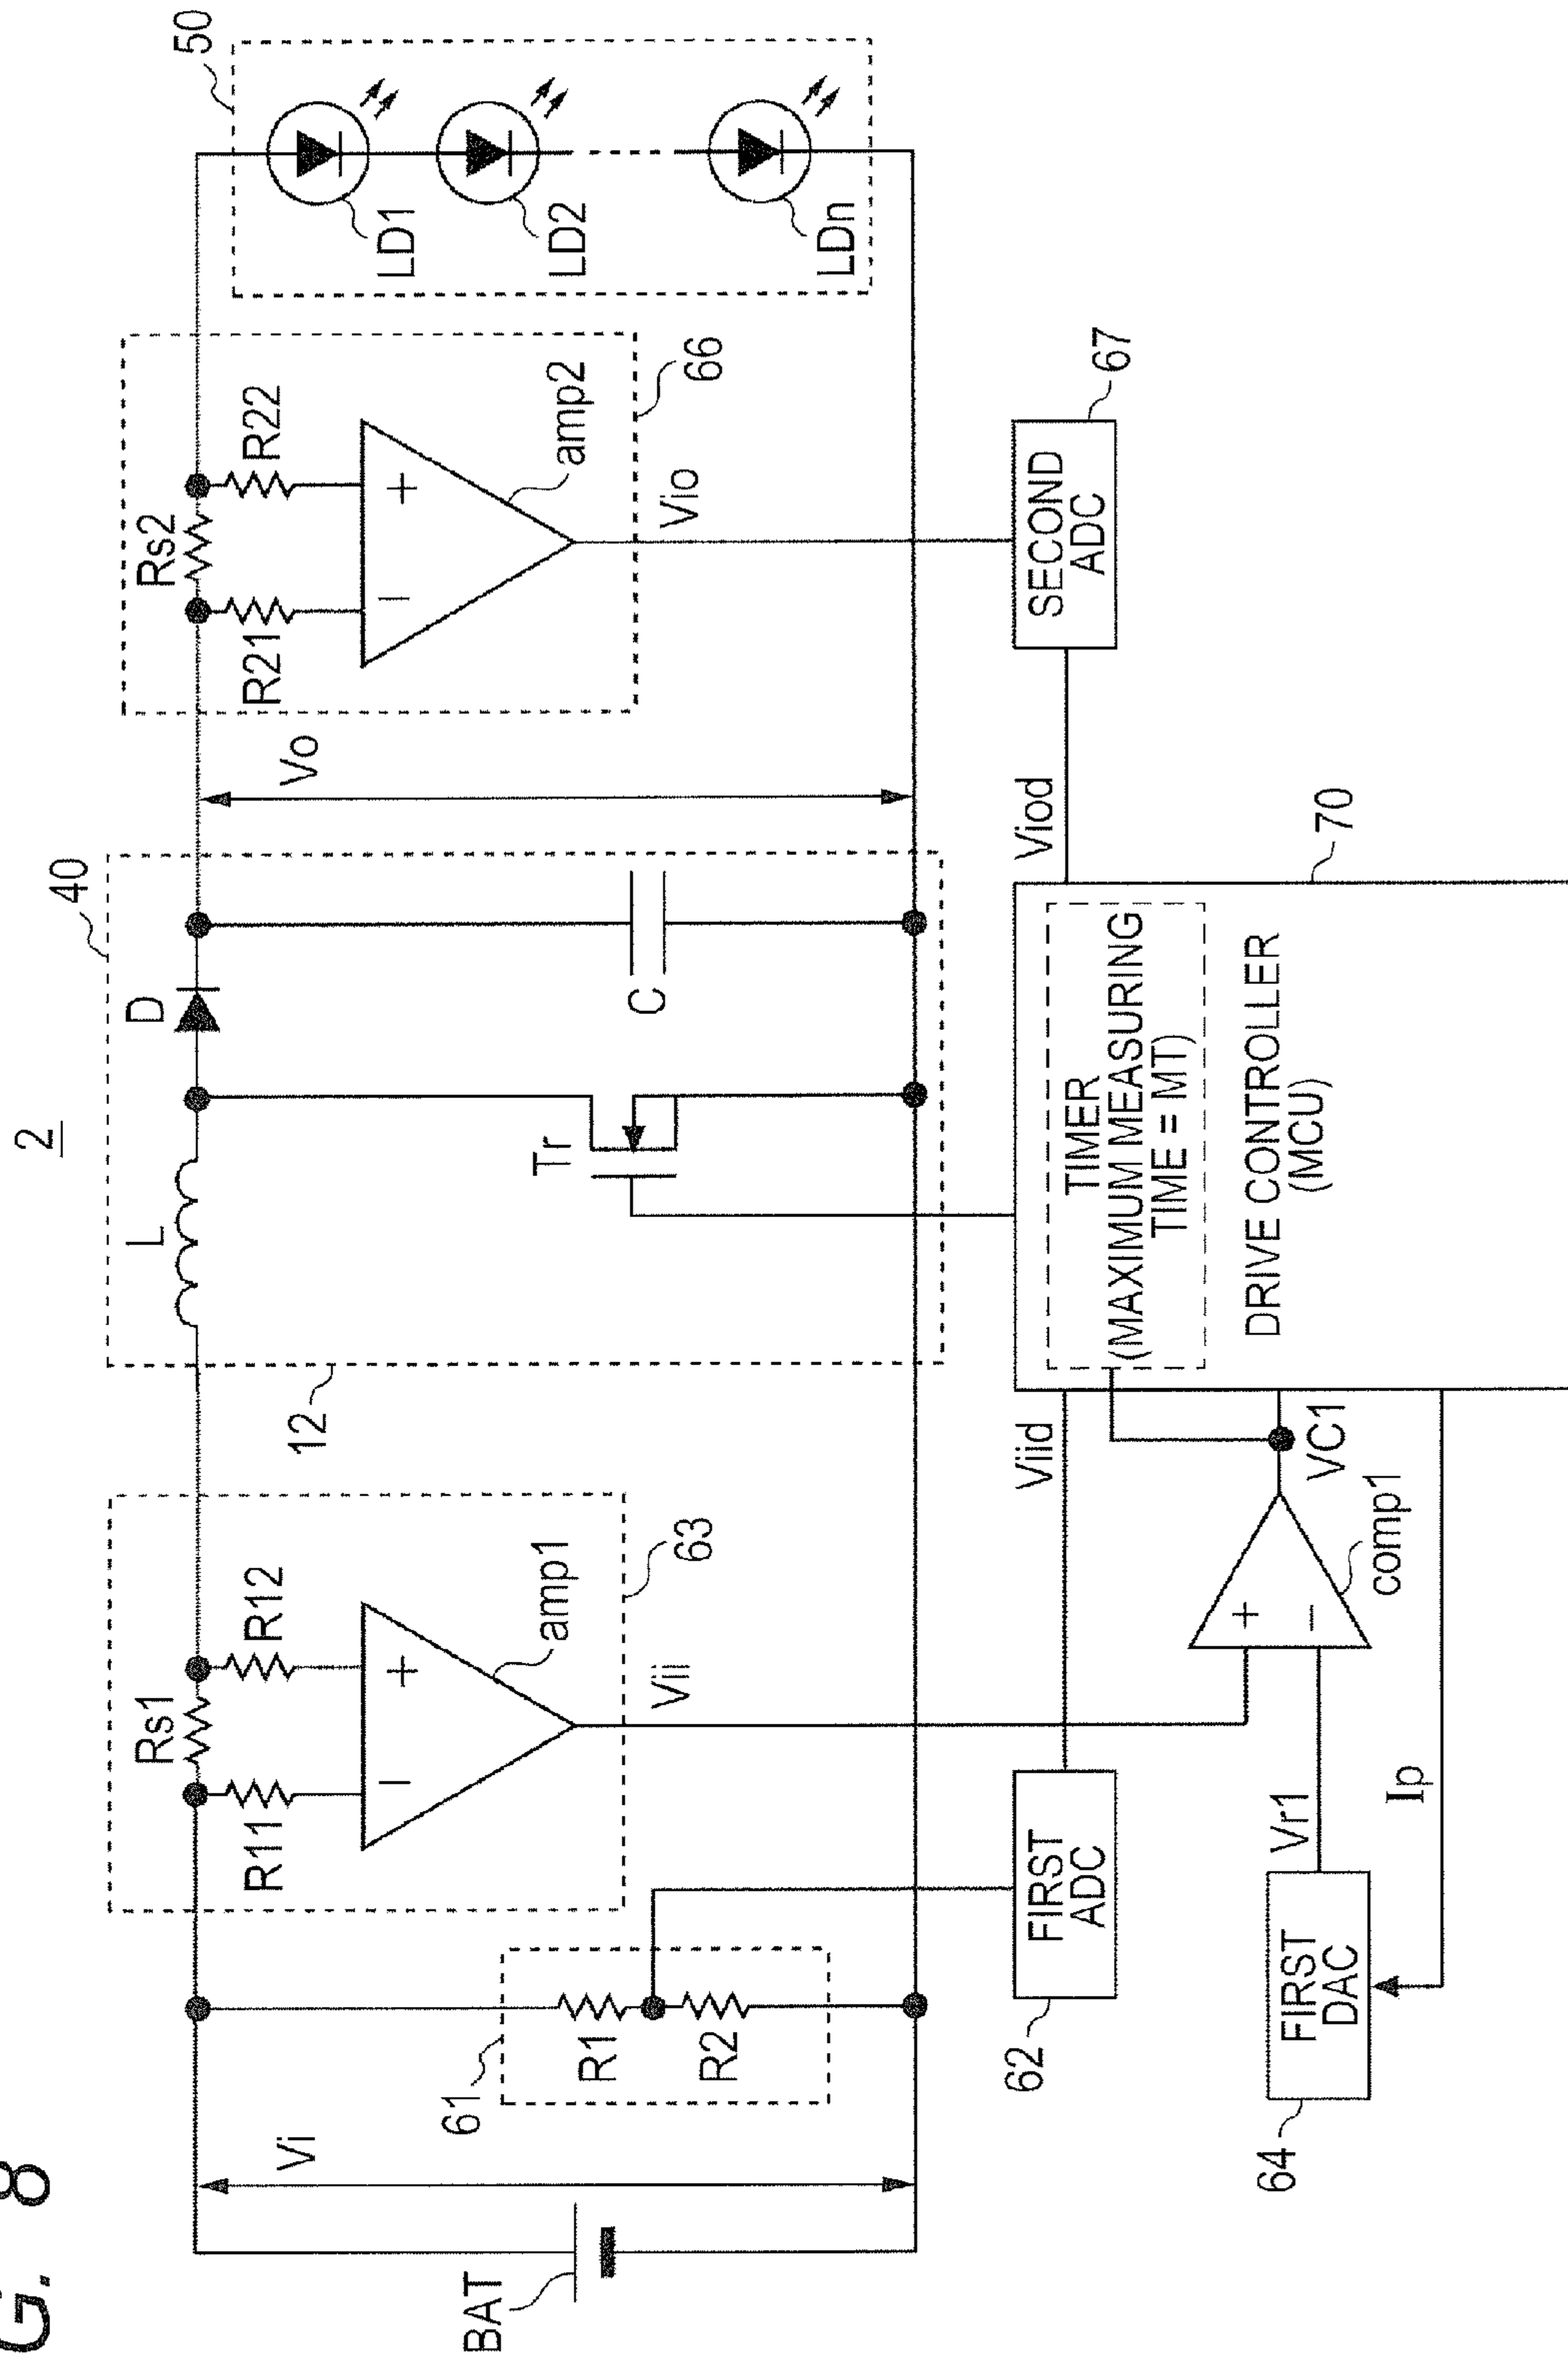 G. 8
2
40
50
L
D
Rs1
Rs2
R11
R12
R21
R22
LD1
LD2
LDn
Vi
Vo
12
BAT
61
R1
R2
Tr
C
+
−
amp1
63
+
−
amp2
66
Vii
Vio
62
FIRST
ADC
Viid
Viod
SECOND
ADC
67
TIMER
(MAXIMUM MEASURING
TIME = MT)
DRIVE CONTROLLER
(MCU)
70
+
−
VC1
comp1
64
FIRST
DAC
Vr1
Ip